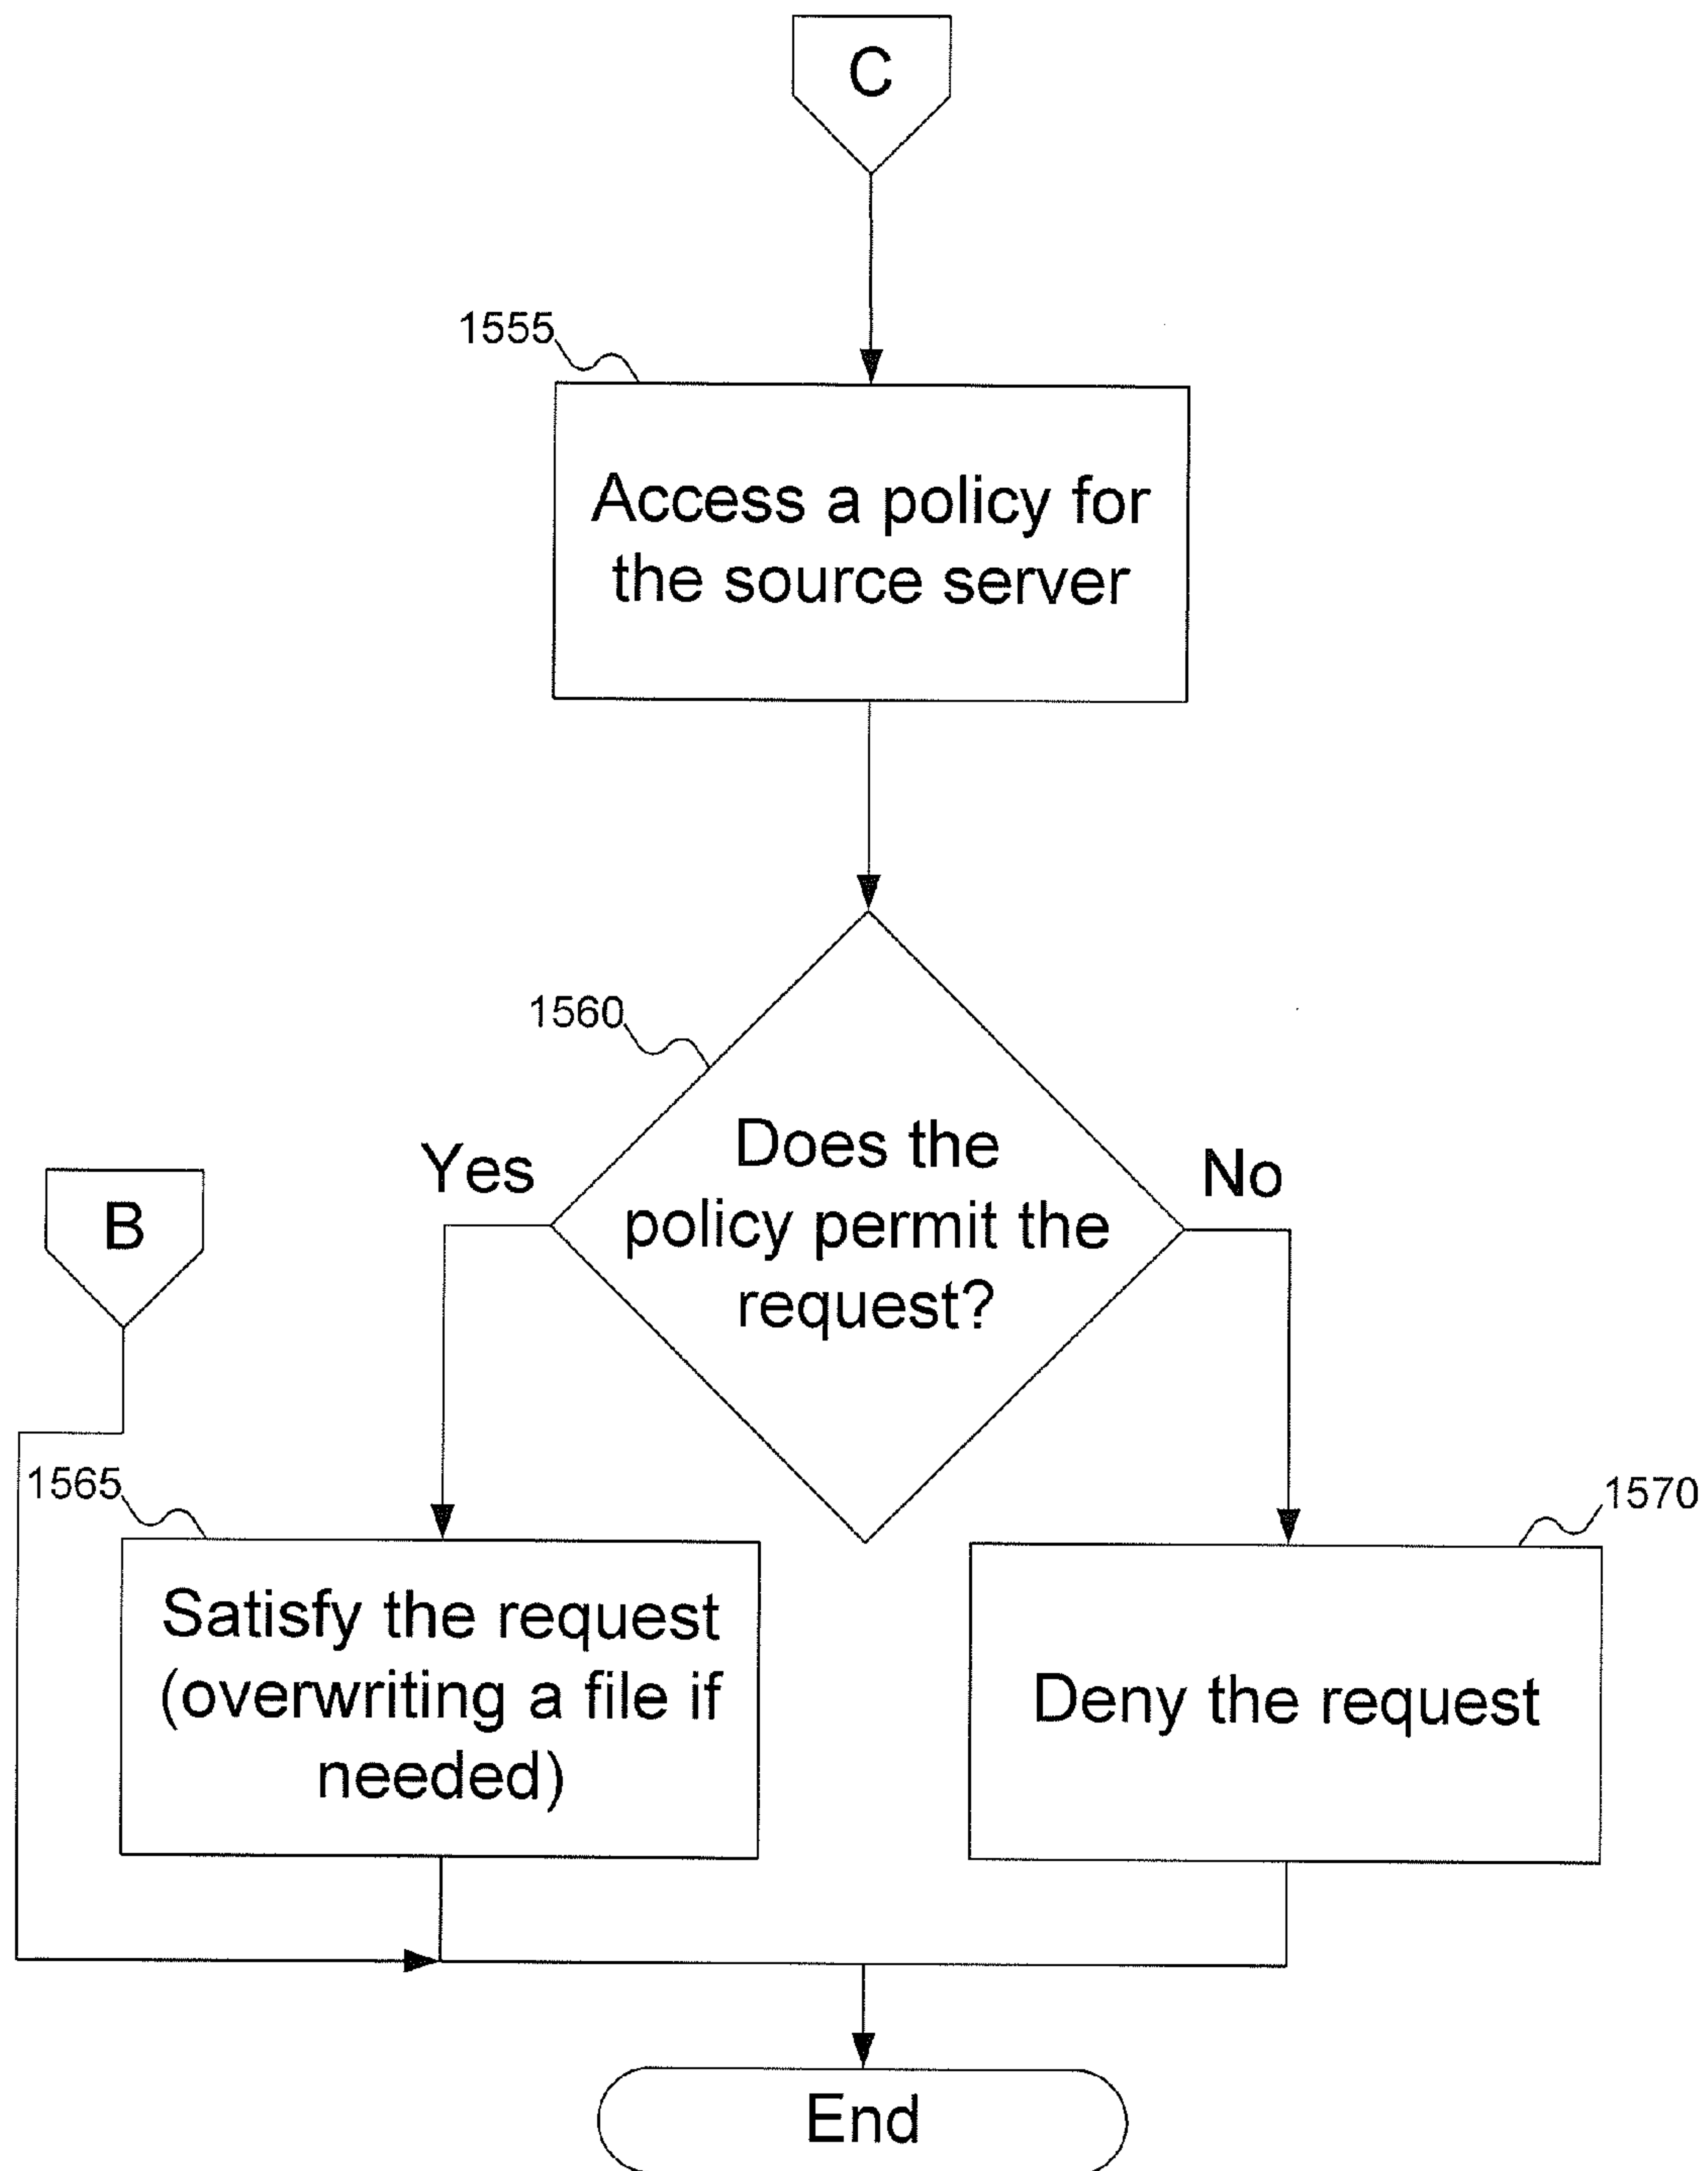 C
1555
Access a policy for
the source server
1560
Does the
policy permit the
request?
Yes
No
B
1565
Satisfy the request
(overwriting a file if
needed)
1570
Deny the request
End